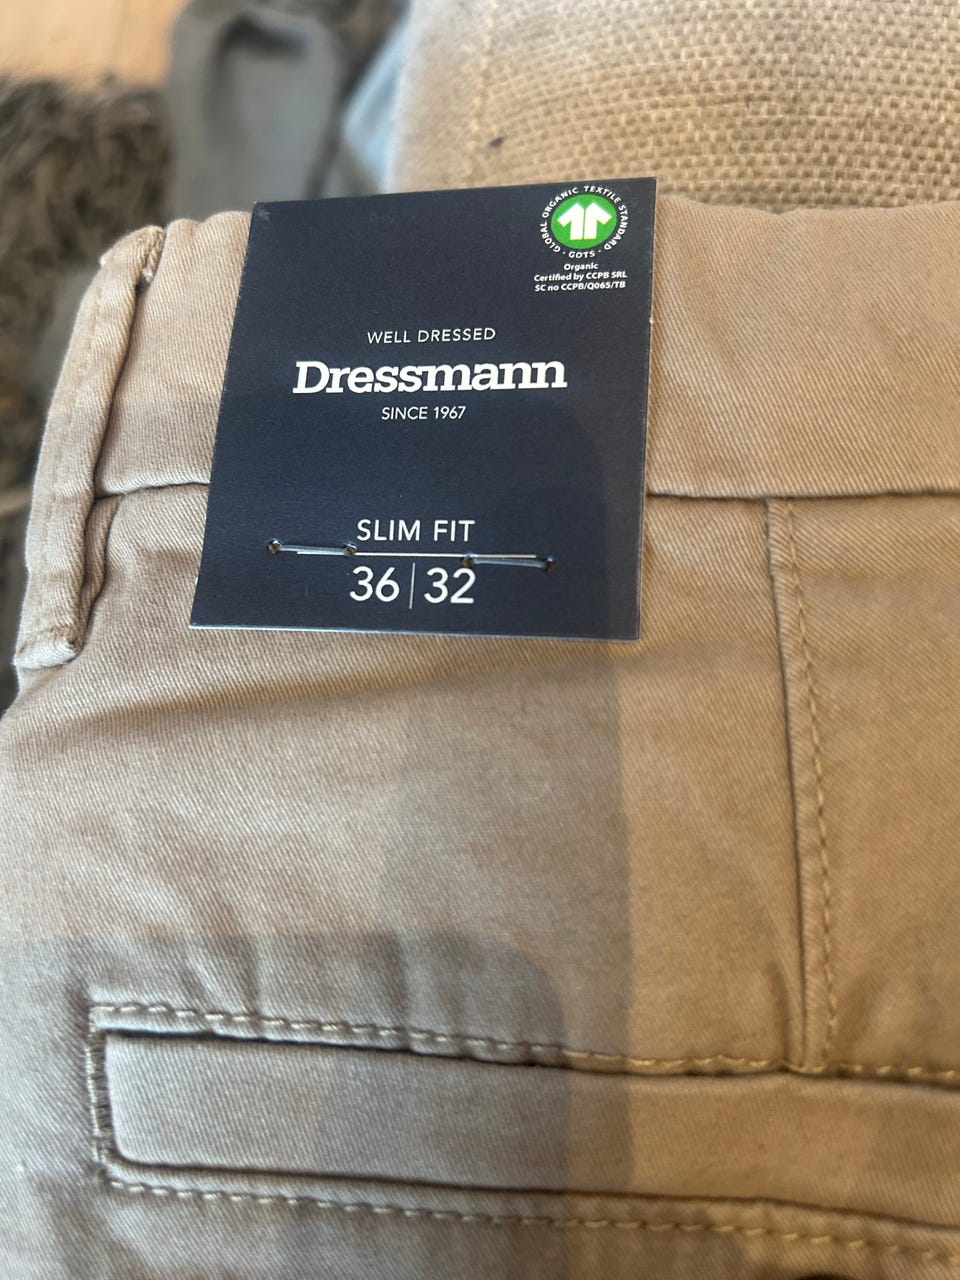 GLOBAL ORGANIC TEXTILE STANDARD
· GOTS ·
Organic
Certified by CCPB SRL
SC no CCPB/Q065/TB
WELL DRESSED
Dressmann
SINCE 1967
SLIM FIT
36|32